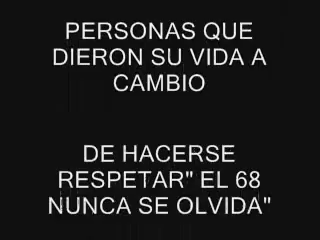 PERSONAS QUE
DIERON SU VIDA A
CAMBIO
DE HACERSE
RESPETAR" EL 68
NUNCA SE OLVIDA"